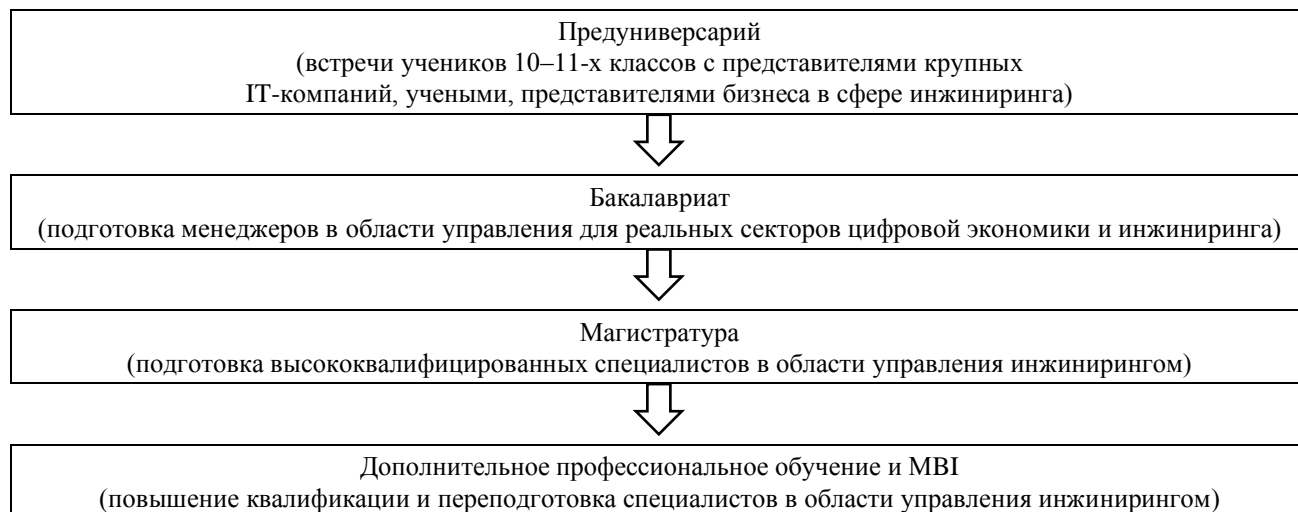 Предуниверсарий
(встречи учеников 10–11-х классов с представителями крупных
IT-компаний, учеными, представителями бизнеса в сфере инжиниринга)
Бакалавриат
(подготовка менеджеров в области управления для реальных секторов цифровой экономики и инжиниринга)
Магистратура
(подготовка высококвалифицированных специалистов в области управления инжинирингом)
Дополнительное профессиональное обучение и MBI
(повышение квалификации и переподготовка специалистов в области управления инжинирингом)